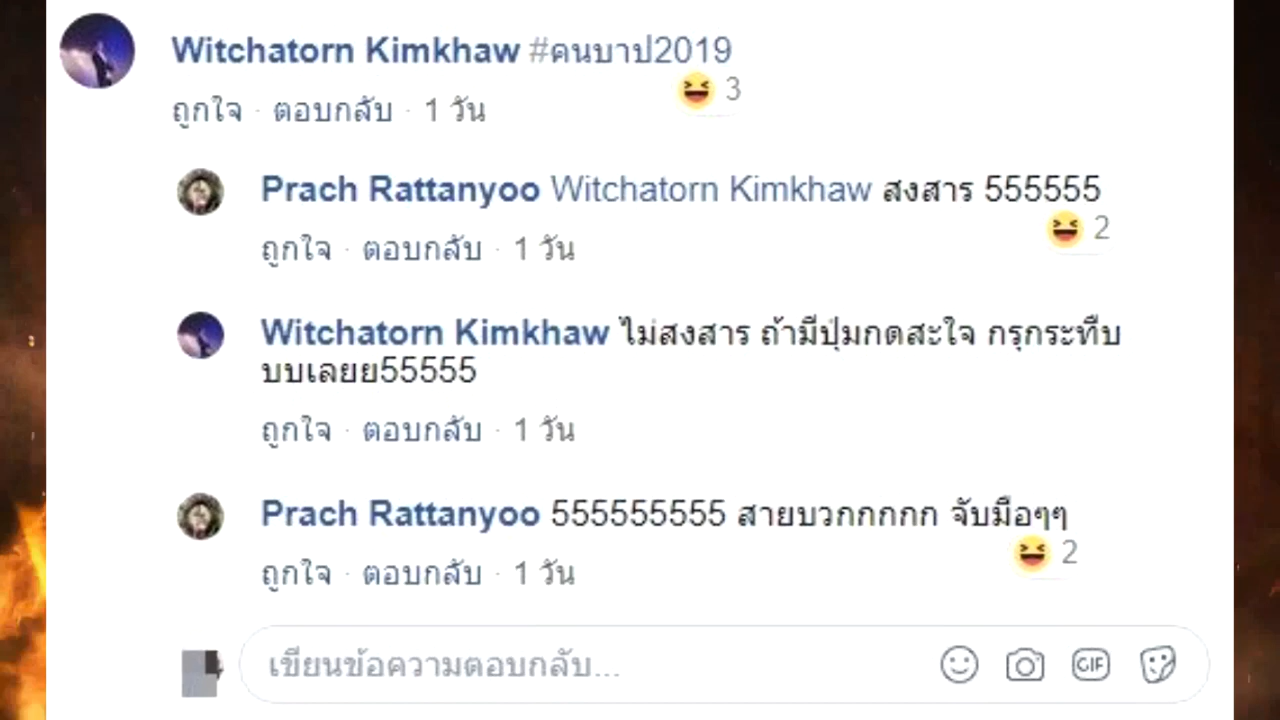 Witchatorn Kimkhaw #คนบาป2019
3
ถูกใจ · ตอบกลับ · 1 วัน
Prach Rattanyoo Witchatorn Kimkhaw สงสาร 555555
2
ถูกใจ · ตอบกลับ · 1 วัน
Witchatorn Kimkhaw ไม่สงสาร ถ้ามีปุ่มกดสะใจ กรุกระทืบ
บบเลยย55555
ถูกใจ · ตอบกลับ · 1 วัน
Prach Rattanyoo 555555555 สายบวกกกกก จับมือๆๆ
2
ถูกใจ · ตอบกลับ · 1 วัน
เขียนข้อความตอบกลับ...
GIF